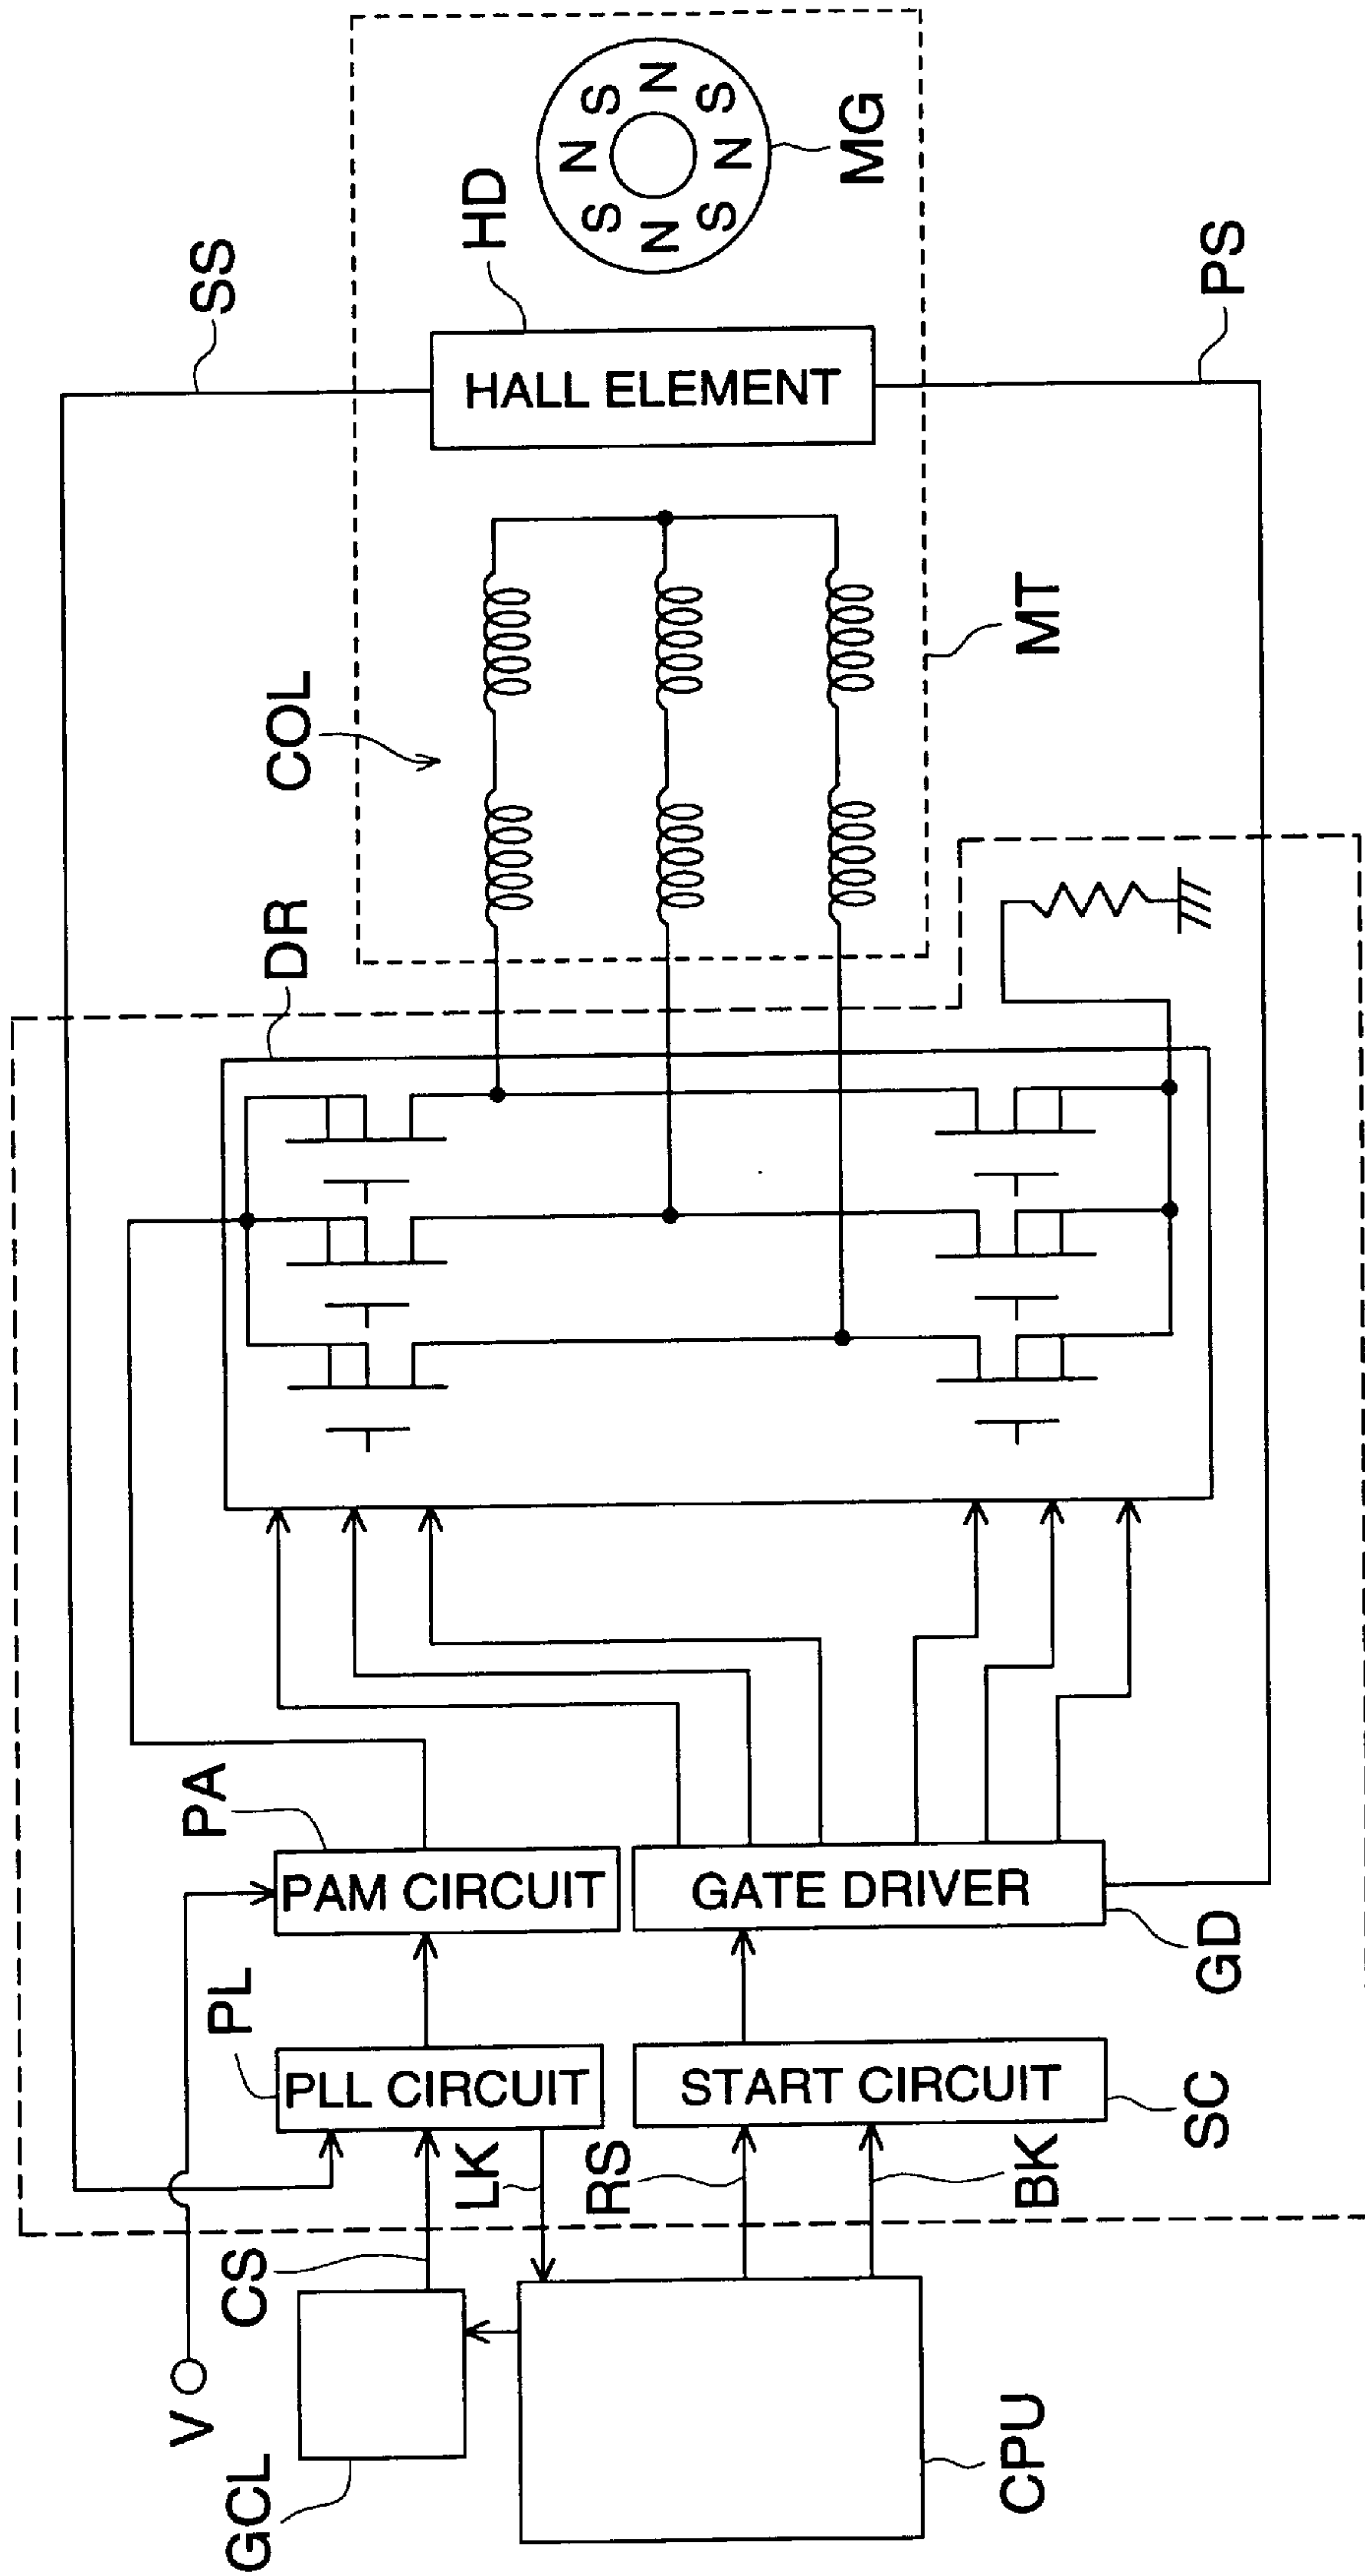 V
GCL
CS
CPU
LK
RS
BK
PL
PLL CIRCUIT
START CIRCUIT
SC
PA
PAM CIRCUIT
GATE DRIVER
GD
DR
COL
MT
SS
HD
HALL ELEMENT
PS
MG
N
S
N
S
N
S
N
S